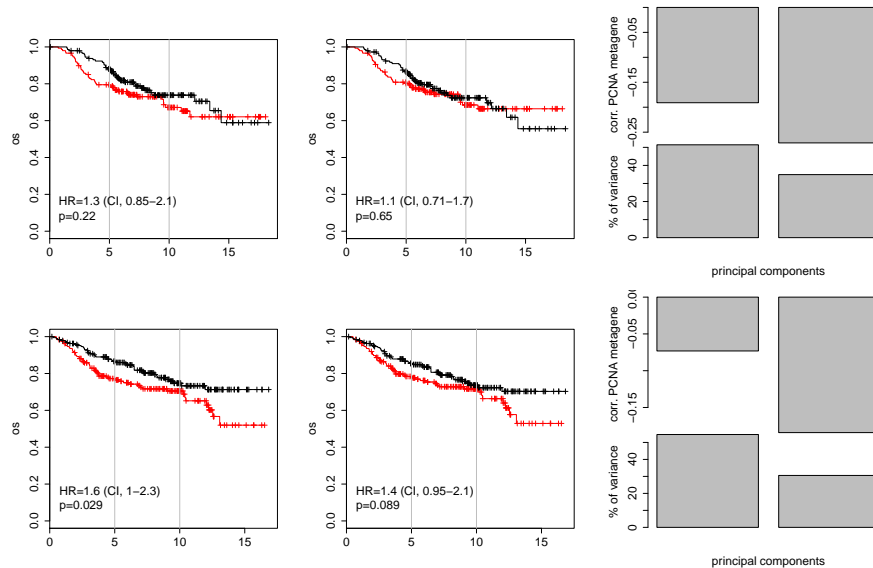 os
0.0 0.2 0.4 0.6 0.8 1.0
HR=1.3 (CI, 0.85−2.1)
p=0.22
0 5 10 15
os
0.0 0.2 0.4 0.6 0.8 1.0
HR=1.1 (CI, 0.71−1.7)
p=0.65
0 5 10 15
corr. PCNA metagene
−0.25 −0.15 −0.05
% of variance
0 20 40
principal components
os
0.0 0.2 0.4 0.6 0.8 1.0
HR=1.6 (CI, 1−2.3)
p=0.029
0 5 10 15
os
0.0 0.2 0.4 0.6 0.8 1.0
HR=1.4 (CI, 0.95−2.1)
p=0.089
0 5 10 15
corr. PCNA metagene
−0.15 −0.05
% of variance
0 20 40
principal components